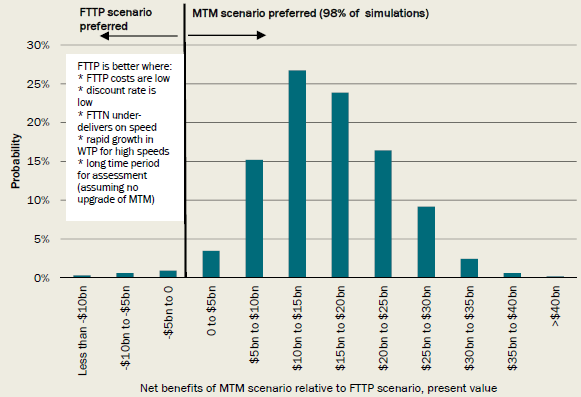 FTTP scenario
preferred
MTM scenario preferred (98% of simulations)
30%
25%
20%
15%
10%
5%
0%
Probability
FTTP is better where:
* FTTP costs are low
* discount rate is
low
* FTTN under-
delivers on speed
* rapid growth in
WTP for high speeds
* long time period
for assessment
(assuming no
upgrade of MTM)
Less than -$10bn
-$10bn to -$5bn
-$5bn to 0
0 to $5bn
$5bn to $10bn
$10bn to $15bn
$15bn to $20bn
$20bn to $25bn
$25bn to $30bn
$30bn to $35bn
$35bn to $40bn
>$40bn
Net benefits of MTM scenario relative to FTTP scenario, present value